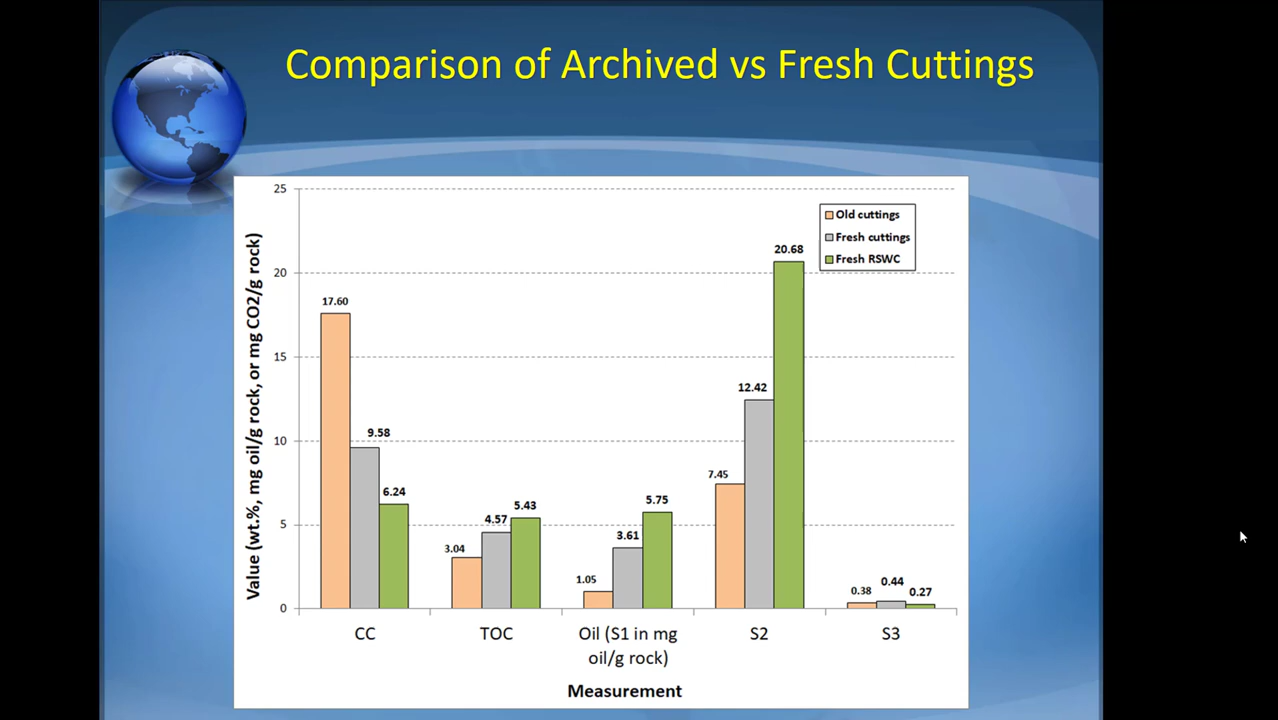 Comparison of Archived vs Fresh Cuttings
Value (wt.%, mg oil/g rock, or mg CO2/g rock)
25
20
15
10
5
0
Old cuttings
Fresh cuttings
Fresh RSWC
17.60
9.58
6.24
3.04
4.57
5.43
1.05
3.61
5.75
7.45
12.42
20.68
0.38
0.44
0.27
CC
TOC
Oil (S1 in mg
oil/g rock)
S2
S3
Measurement